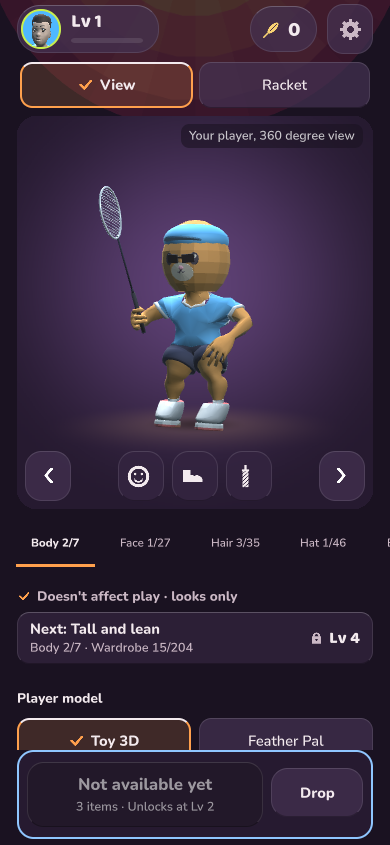 Lv 1
0
View
Racket
Your player, 360 degree view
Body 2/7
Face 1/27
Hair 3/35
Hat 1/46
Doesn't affect play · looks only
Next: Tall and lean
Body 2/7 · Wardrobe 15/204
Lv 4
Player model
Toy 3D
Feather Pal
Not available yet
3 items · Unlocks at Lv 2
Drop